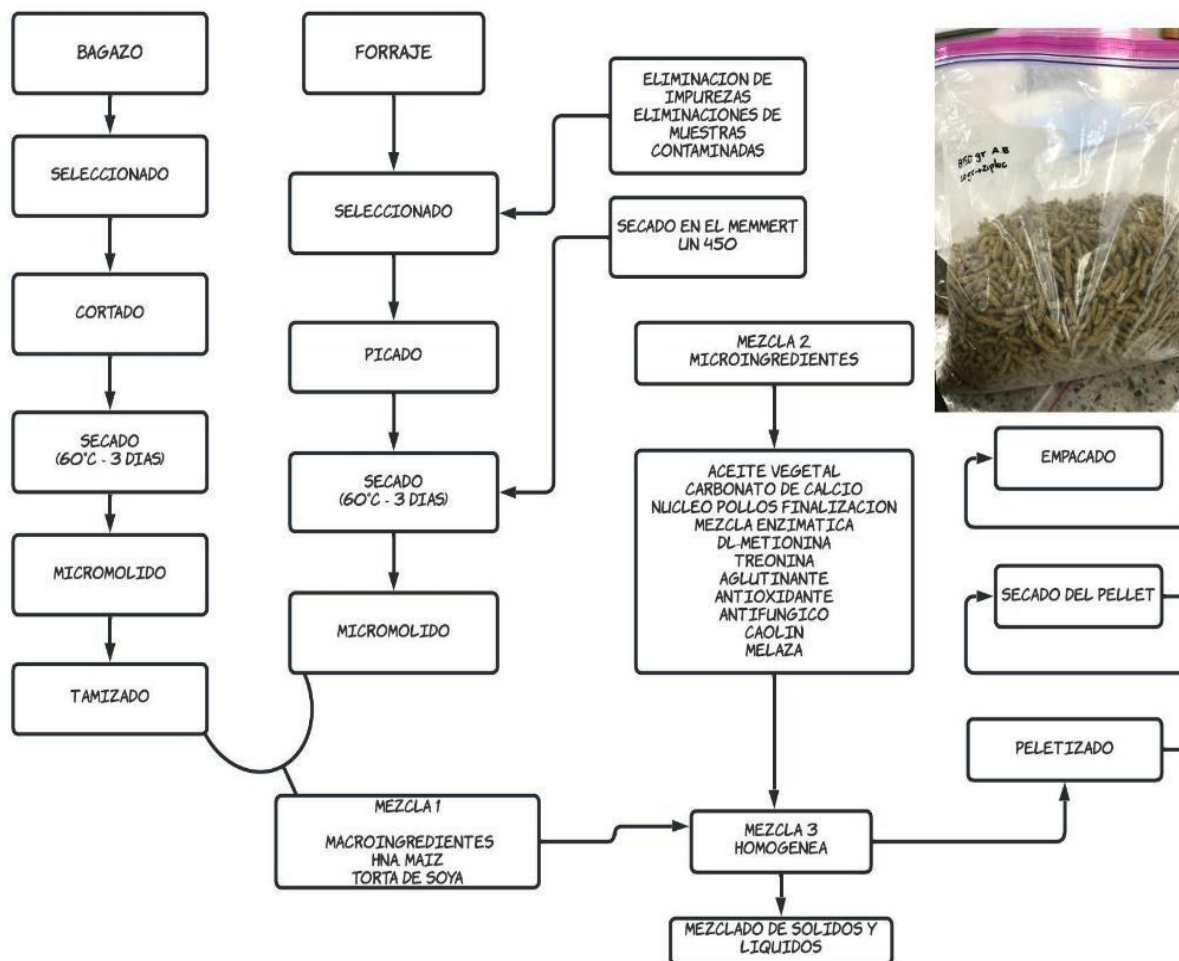 BAGAZO
SELECCIONADO
CORTADO
SECADO
(60°C - 3 DIAS)
MICROMOLIDO
TAMIZADO
FORRAJE
SELECCIONADO
PICADO
SECADO
(60°C - 3 DIAS)
MICROMOLIDO
ELIMINACION DE
IMPUREZAS
ELIMINACIONES DE
MUESTRAS
CONTAMINADAS
SECADO EN EL MEMMERT
UN 450
MEZCLA 1
MACROINGREDIENTES
HNA. MAIZ
TORTA DE SOYA
MEZCLA 2
MICROINGREDIENTES
ACEITE VEGETAL
CARBONATO DE CALCIO
NUCLEO POLLOS FINALIZACION
MEZCLA ENZIMATICA
DL-METIONINA
TREONINA
AGLUTINANTE
ANTIOXIDANTE
ANTIFUNGICO
CAOLIN
MELAZA
MEZCLA 3
HOMOGENEA
MEZCLADO DE SOLIDOS Y
LIQUIDOS
PELETIZADO
SECADO DEL PELLET
EMPACADO
gr A.B
ziploc